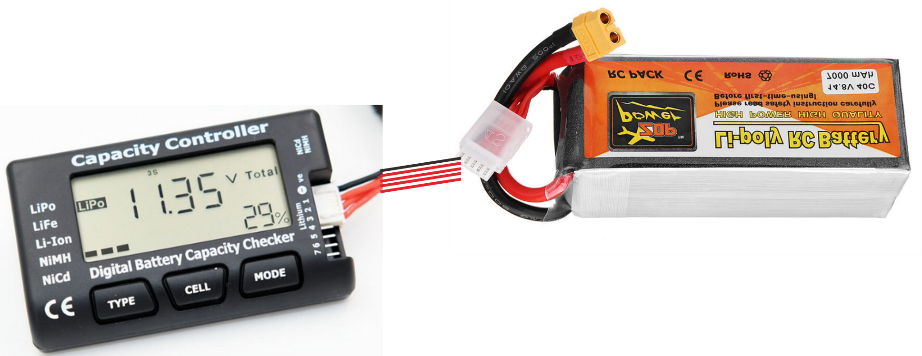 Capacity Controller
3S
LiPo
11.35 V Total
29%
LiPo
LiFe
Li-Ion
NiMH
NiCd
NiCd
NiMH
ve
Lithium
7 6 5 4 3 2 1
Digital Battery Capacity Checker
CE
TYPE
CELL
MODE
RC PACK
CE
RoHS
7000 mAh
14.8V 40C
Before first-time-using!
Please read safety instruction carefully
HIGH POWER HIGH QUALITY
Li-poly RC Battery
ZOP
Power